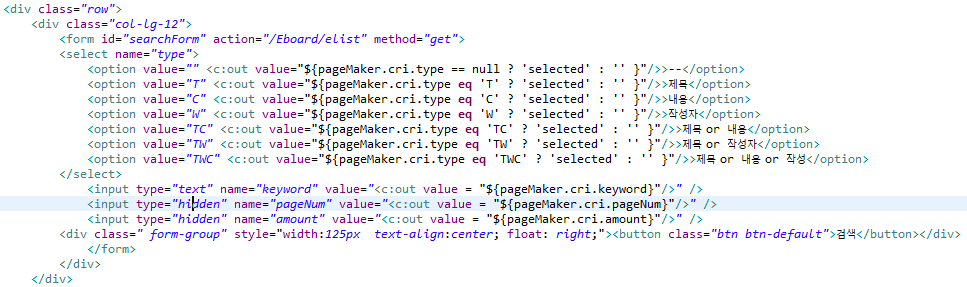 <div class="row">
<div class="col-lg-12">
<form id="searchForm" action="/Eboard/elist" method="get">
<select name="type">
<option value="" <c:out value="${pageMaker.cri.type == null ? 'selected' : '' }"/>>--</option>
<option value="T" <c:out value="${pageMaker.cri.type eq 'T' ? 'selected' : '' }"/>>제목</option>
<option value="C" <c:out value="${pageMaker.cri.type eq 'C' ? 'selected' : '' }"/>>내용</option>
<option value="W" <c:out value="${pageMaker.cri.type eq 'W' ? 'selected' : '' }"/>>작성자</option>
<option value="TC" <c:out value="${pageMaker.cri.type eq 'TC' ? 'selected' : '' }"/>>제목 or 내용</option>
<option value="TW" <c:out value="${pageMaker.cri.type eq 'TW' ? 'selected' : '' }"/>>제목 or 작성자</option>
<option value="TWC" <c:out value="${pageMaker.cri.type eq 'TWC' ? 'selected' : '' }"/>>제목 or 내용 or 작성</option>
</select>
<input type="text" name="keyword" value="<c:out value = "${pageMaker.cri.keyword}"/>" />
<input type="hidden" name="pageNum" value="<c:out value = "${pageMaker.cri.pageNum}"/>" />
<input type="hidden" name="amount" value="<c:out value = "${pageMaker.cri.amount}"/>" />
<div class=" form-group" style="width:125px  text-align:center; float: right;"><button class="btn btn-default">검색</button></div>
</form>
</div>
</div>